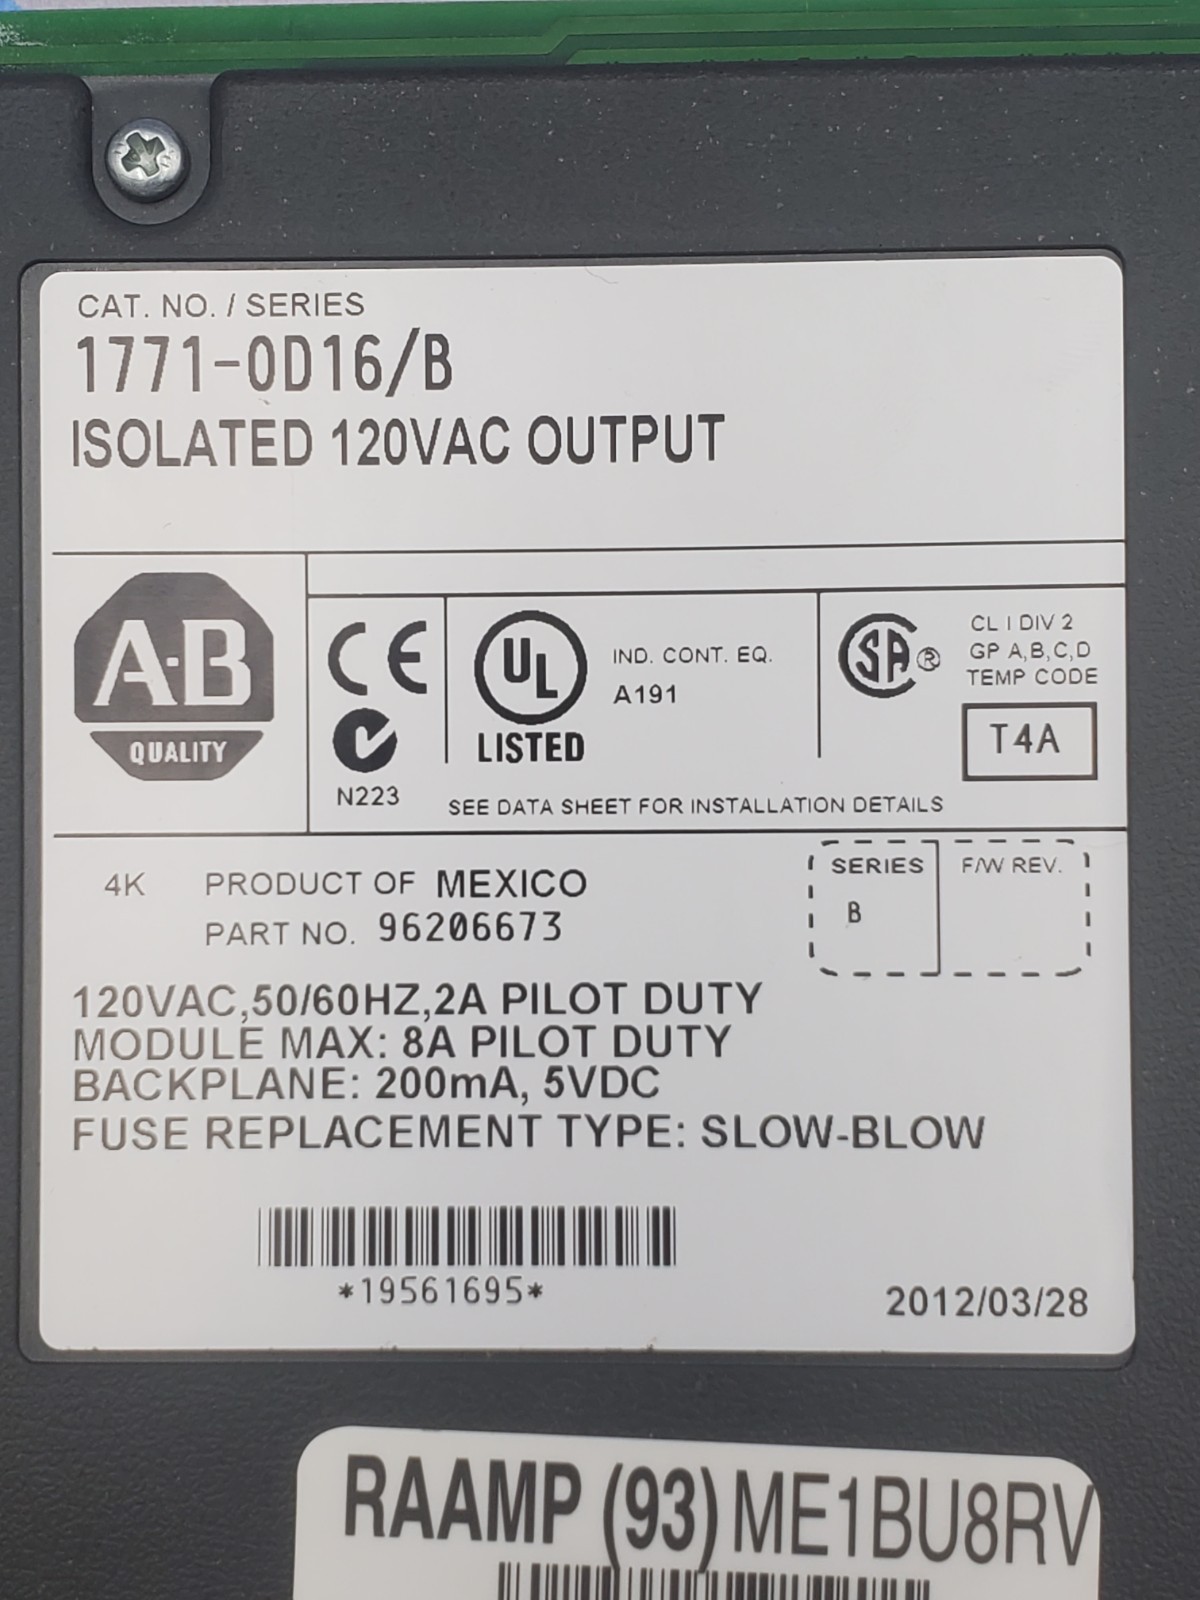 CAT. NO. / SERIES
1771-0D16/B
ISOLATED 120VAC OUTPUT
A-B
QUALITY
CE
N223
UL
LISTED
IND. CONT. EQ.
A191
SA ®
CL I DIV 2
GP A,B,C,D
TEMP CODE
T4A
SEE DATA SHEET FOR INSTALLATION DETAILS
4K PRODUCT OF MEXICO
PART NO. 96206673
SERIES
B
F/W REV.
120VAC,50/60HZ,2A PILOT DUTY
MODULE MAX: 8A PILOT DUTY
BACKPLANE: 200mA, 5VDC
FUSE REPLACEMENT TYPE: SLOW-BLOW
*19561695*
2012/03/28
RAAMP (93) ME1BU8RV